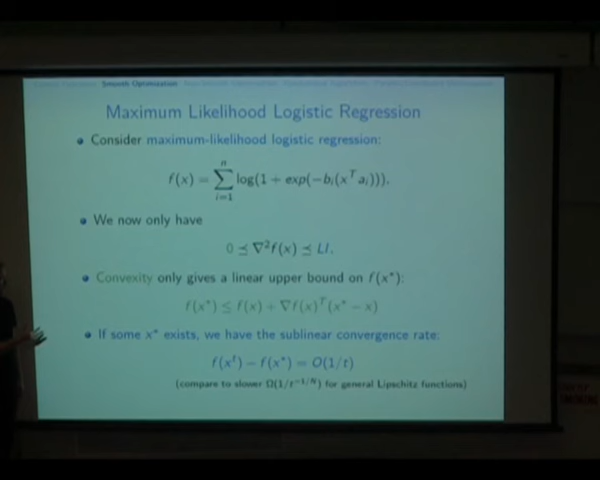 Smooth Optimization
Maximum Likelihood Logistic Regression
Consider maximum-likelihood logistic regression:
f(x) = ∑_{i=1}^{n} log(1 + exp(−b_i(x^T a_i))).
We now only have
0 ⪯ ∇²f(x) ⪯ LI.
Convexity only gives a linear upper bound on f(x*):
f(x*) ≤ f(x) + ∇f(x)^T(x* − x)
If some x* exists, we have the sublinear convergence rate:
f(x^t) − f(x*) = O(1/t)
(compare to slower Ω(1/t^{−1/N}) for general Lipschitz functions)